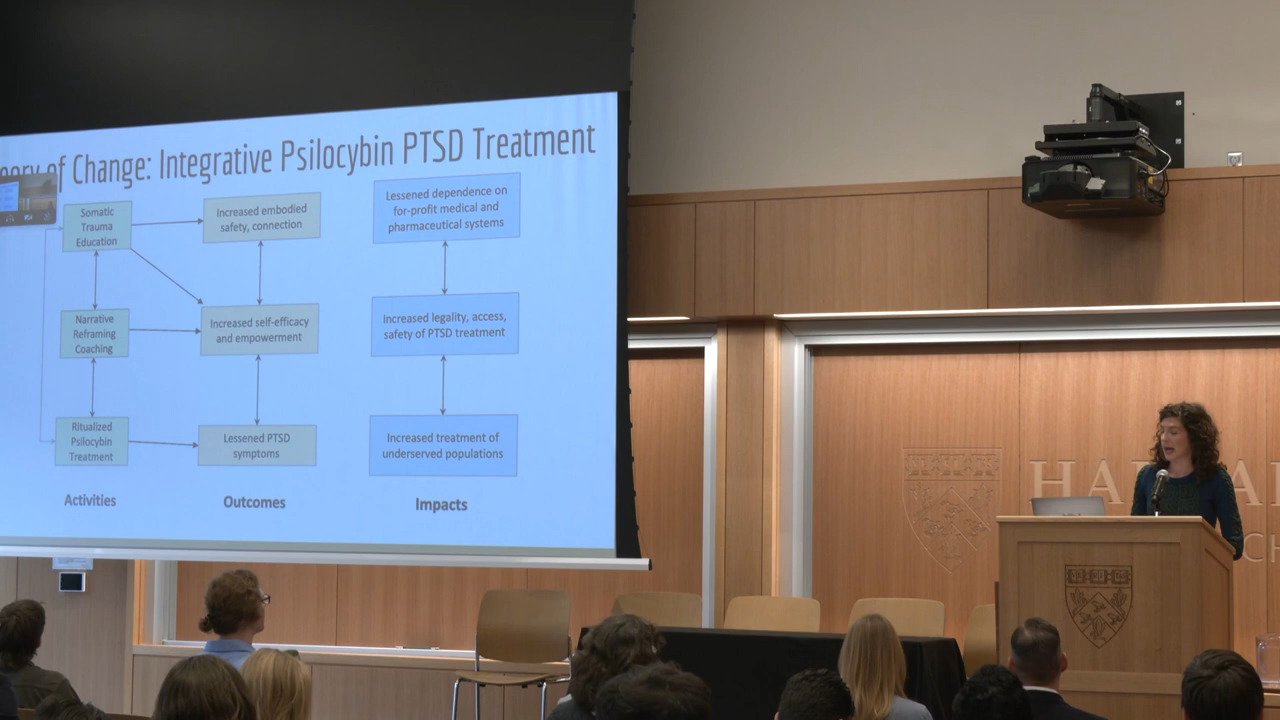 of Change: Integrative Psilocybin PTSD Treatment
Somatic
Trauma
Education
Increased embodied
safety, connection
Lessened dependence on
for-profit medical and
pharmaceutical systems
Narrative
Reframing
Coaching
Increased self-efficacy
and empowerment
Increased legality, access,
safety of PTSD treatment
Ritualized
Psilocybin
Treatment
Lessened PTSD
symptoms
Increased treatment of
underserved populations
Activities
Outcomes
Impacts